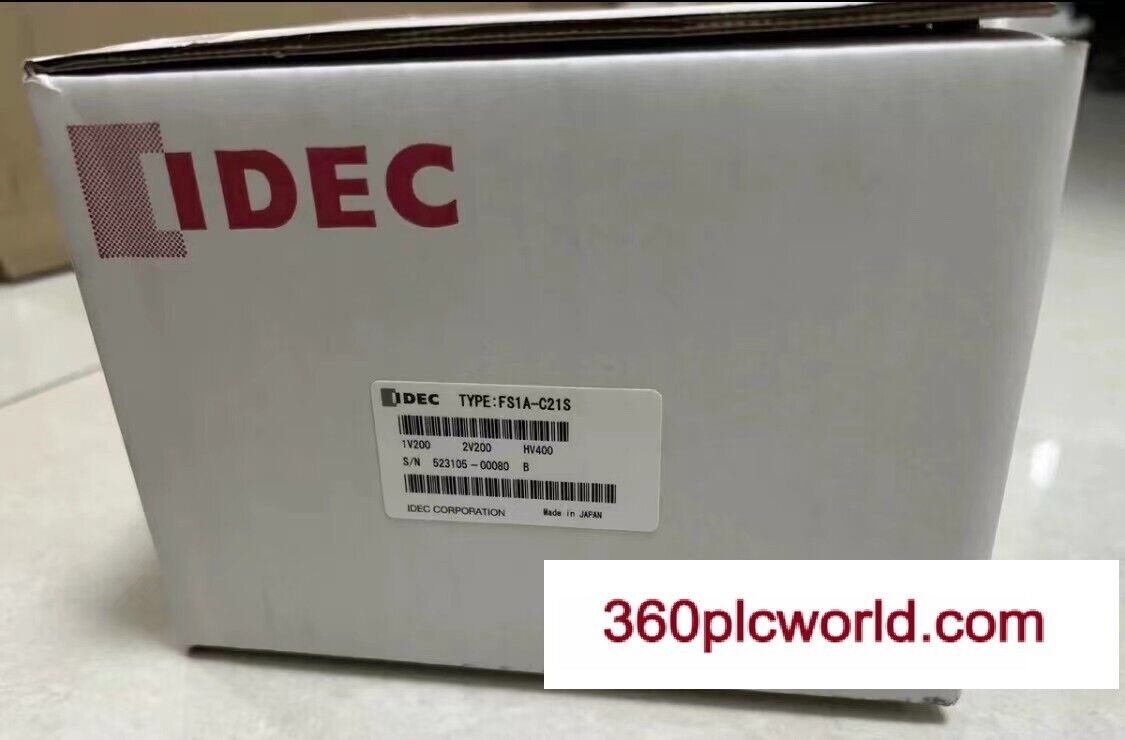 IDEC
IDEC TYPE:FS1A-C21S
1V200 2V200 HV400
S/N 523105-00080 B
IDEC CORPORATION Made in JAPAN
360plcworld.com